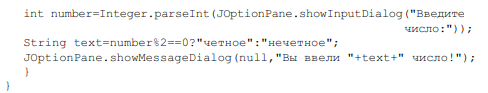 int number=Integer.parseInt(JOptionPane.showInputDialog("Введите
число:"));
String text=number%2==0?"четное":"нечетное";
JOptionPane.showMessageDialog(null,"Вы ввели "+text+" число!");
}
}